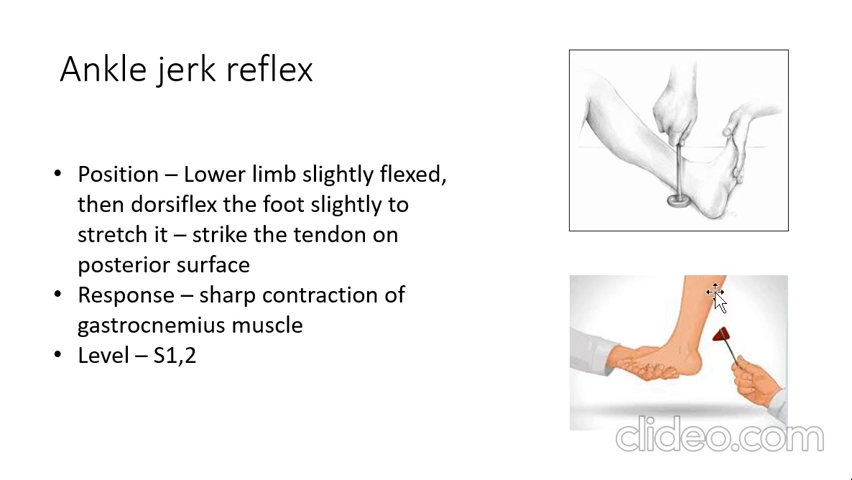 Ankle jerk reflex
• Position – Lower limb slightly flexed,
then dorsiflex the foot slightly to
stretch it – strike the tendon on
posterior surface
• Response – sharp contraction of
gastrocnemius muscle
• Level – S1,2
clideo.com